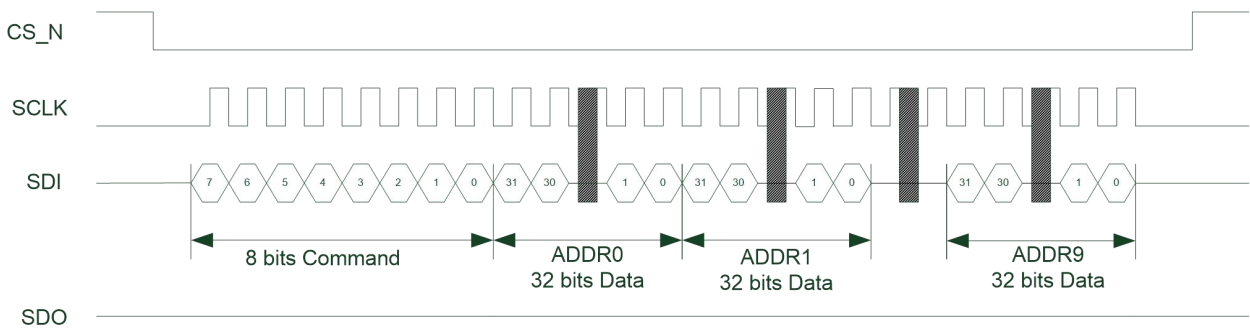 CS_N
SCLK
SDI
7 6 5 4 3 2 1 0 31 30 1 0 31 30 1 0 31 30 1 0
8 bits Command
ADDR0
32 bits Data
ADDR1
32 bits Data
ADDR9
32 bits Data
SDO